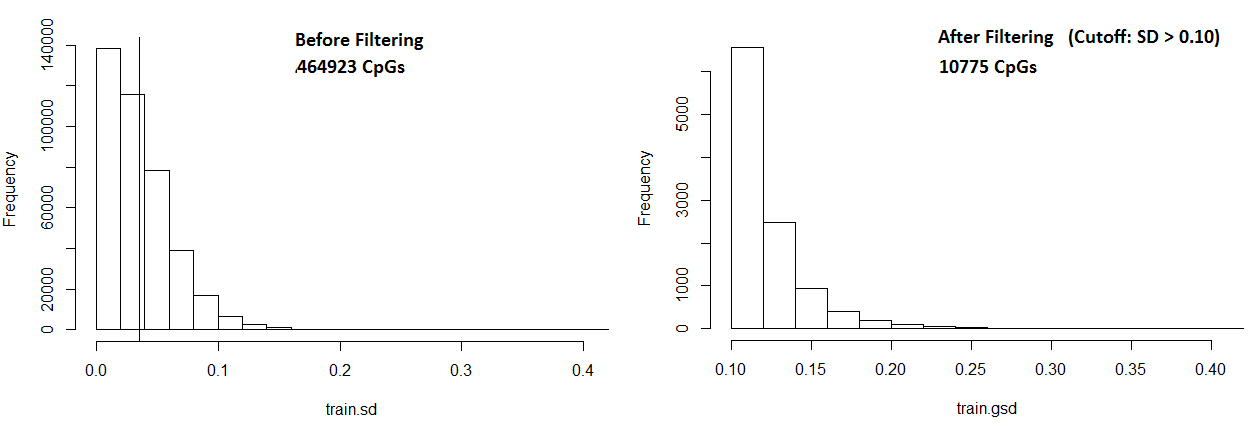 Before Filtering
464923 CpGs
Frequency
0
20000
60000
100000
140000
0.0
0.1
0.2
0.3
0.4
train.sd
After Filtering (Cutoff: SD > 0.10)
10775 CpGs
Frequency
0
1000
3000
5000
0.10
0.15
0.20
0.25
0.30
0.35
0.40
train.gsd